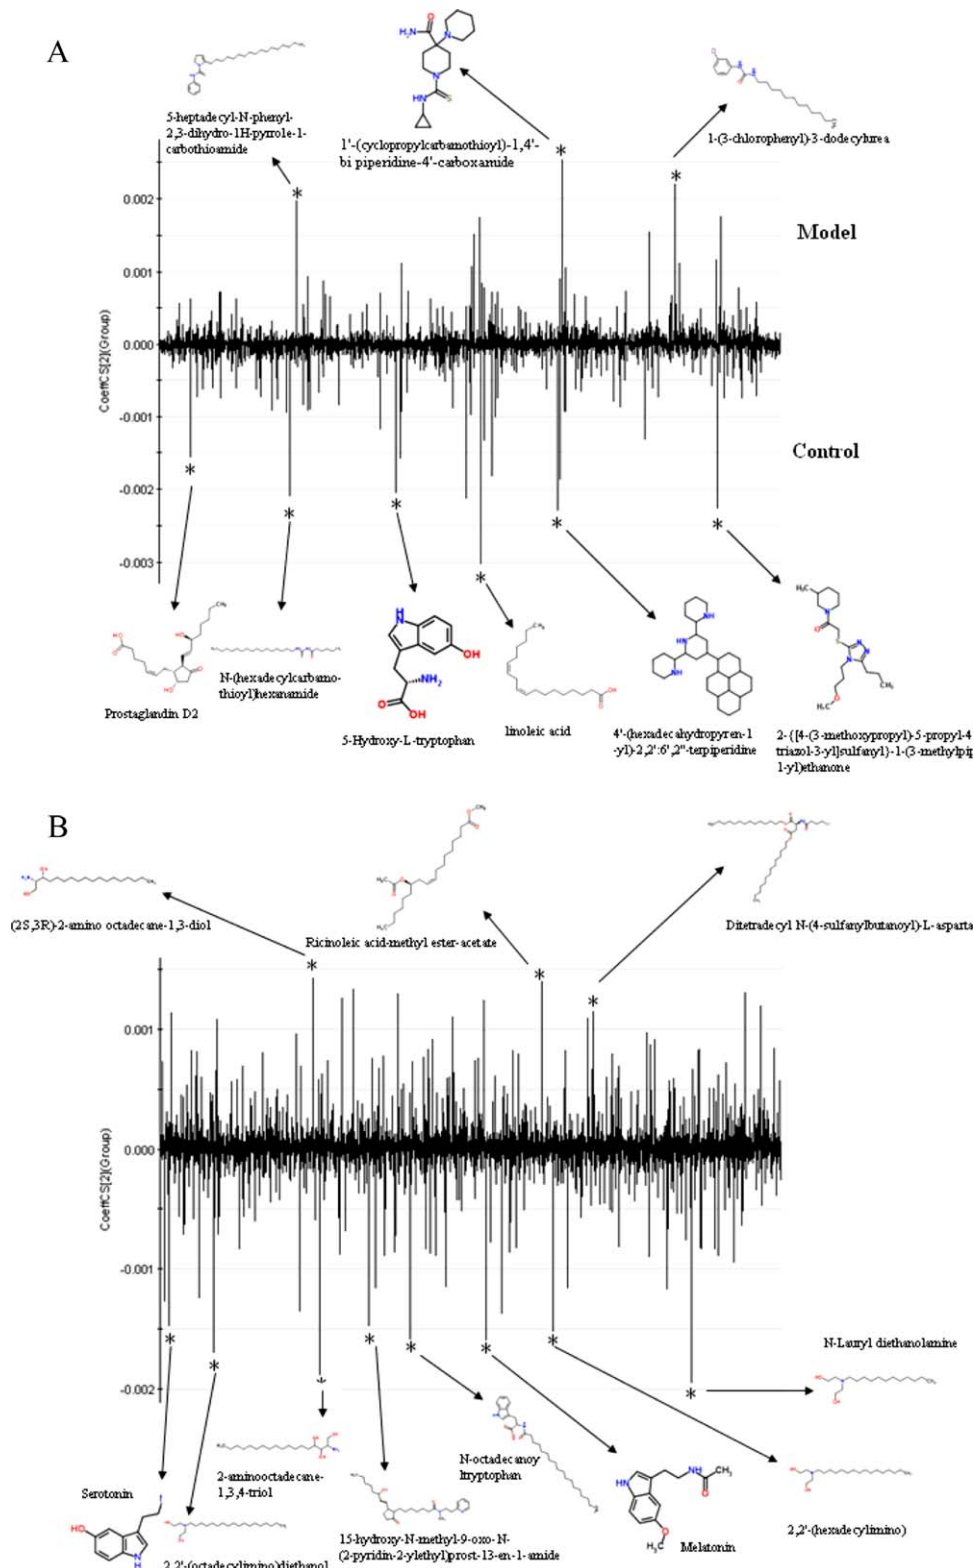 A
5-heptadecyl-N-phenyl-
2,3-dihydro-1H-pyrrole-1-
carbothioamide
1'-(cyclopropylcarbamothioyl)-1,4'-
bi piperidine-4'-carboxamide
1-(3-chlorophenyl)-3-dodecylurea
Model
Control
CoeffCS[2](Group)
0.002
0.001
0.000
-0.001
-0.002
-0.003
Prostaglandin D2
N-(hexadecylcarbamo-
thioyl)hexanamide
5-Hydroxy-L-tryptophan
linoleic acid
4'-(hexadecahydropyren-1
-yl)-2,2':6',2''-terpiperidine
2-{[4-(3-methoxypropyl)-5-propyl-4
triazol-3-yl]sulfanyl}-1-(3-methylpip
1-yl)ethanone
B
(2S,3R)-2-amino octadecane-1,3-diol
Ricinoleic acid-methyl ester-acetate
Ditetradecyl N-(4-sulfanylbutanoyl)-L-asparta
CoeffCS[2](Group)
0.001
0.000
-0.001
-0.002
N-Lauryl diethanolamine
Serotonin
2,2'-(octadecylimino)diethanol
2-aminooctadecane-
1,3,4-triol
15-hydroxy-N-methyl-9-oxo-N-
(2-pyridin-2-ylethyl)prost-13-en-1-amide
N-octadecanoy
ltryptophan
Melatonin
2,2'-(hexadecylimino)